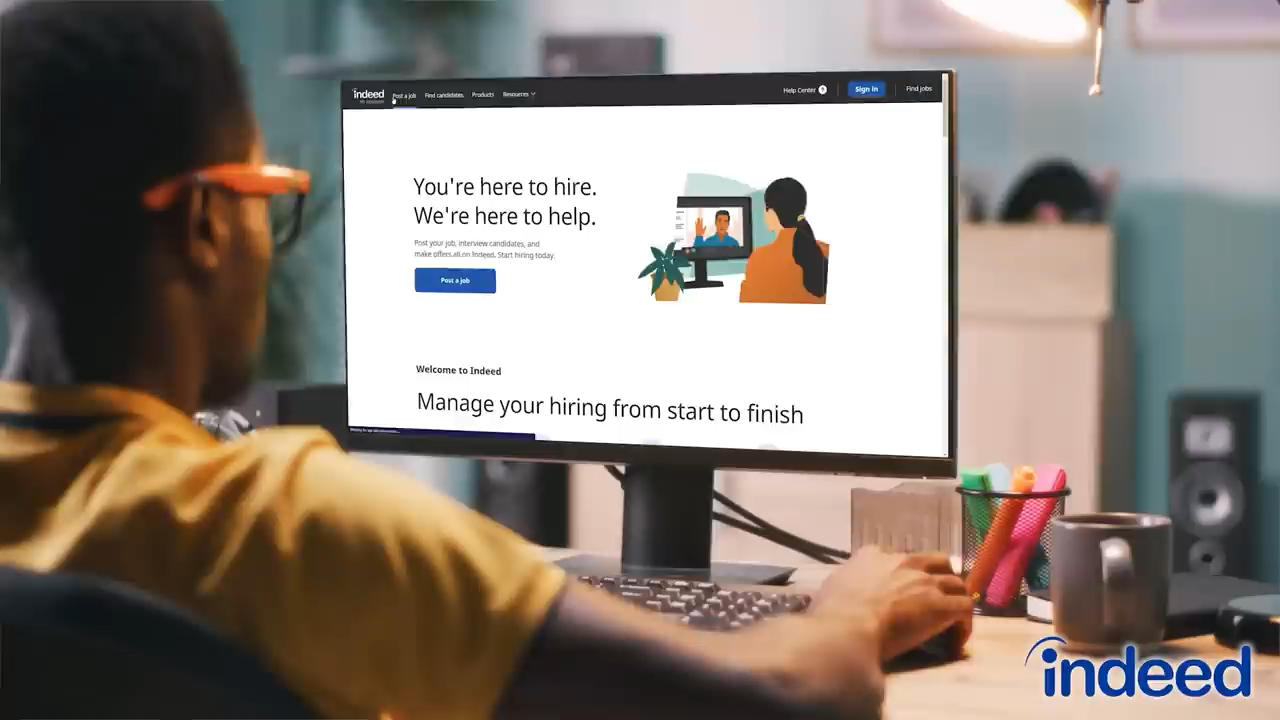 indeed
Post a job
Find candidates
Products
Resources
Help Center
?
Sign in
Find jobs
You're here to hire.
We're here to help.
Post your job, interview candidates, and
make offers all on Indeed. Start hiring today.
Post a job
Welcome to Indeed
Manage your hiring from start to finish
indeed